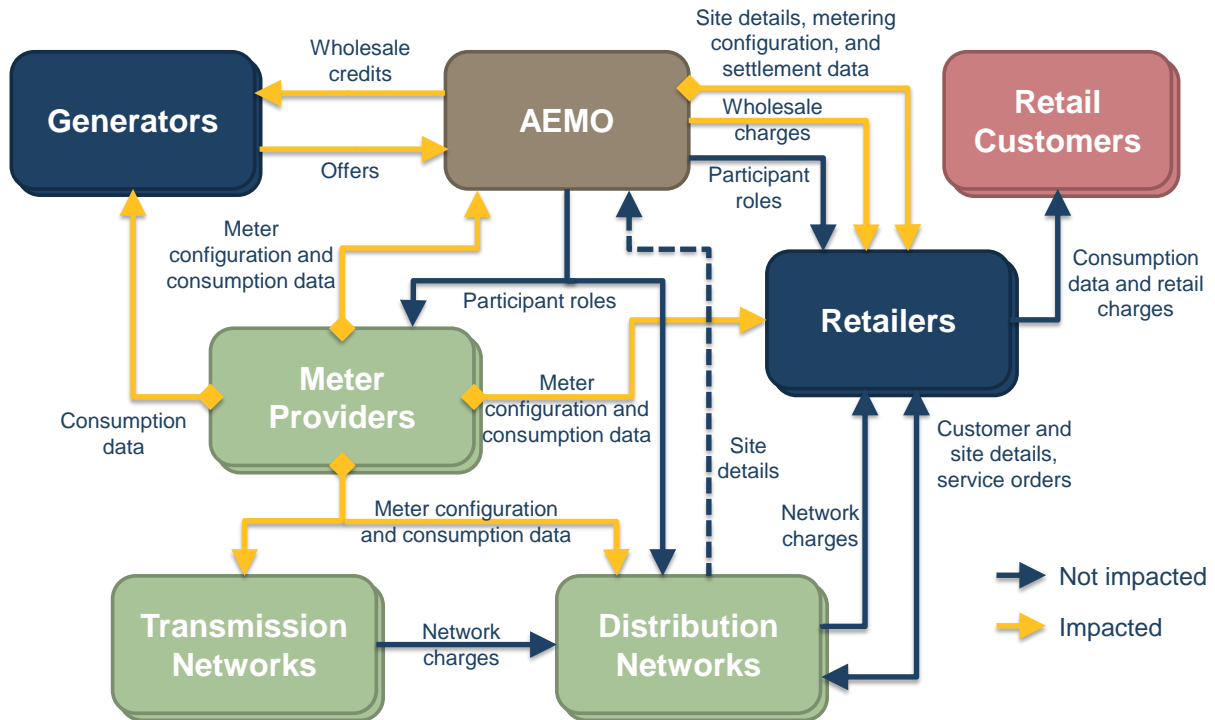 Site details, metering
configuration, and
settlement data
Wholesale
credits
Generators
AEMO
Retail
Customers
Wholesale
charges
Offers
Participant
roles
Meter
configuration and
consumption data
Participant roles
Consumption
data and retail
charges
Retailers
Meter
Providers
Meter
configuration and
consumption data
Consumption
data
Site
details
Customer and
site details,
service orders
Meter configuration
and consumption data
Network
charges
Not impacted
Transmission
Networks
Network
charges
Distribution
Networks
Impacted